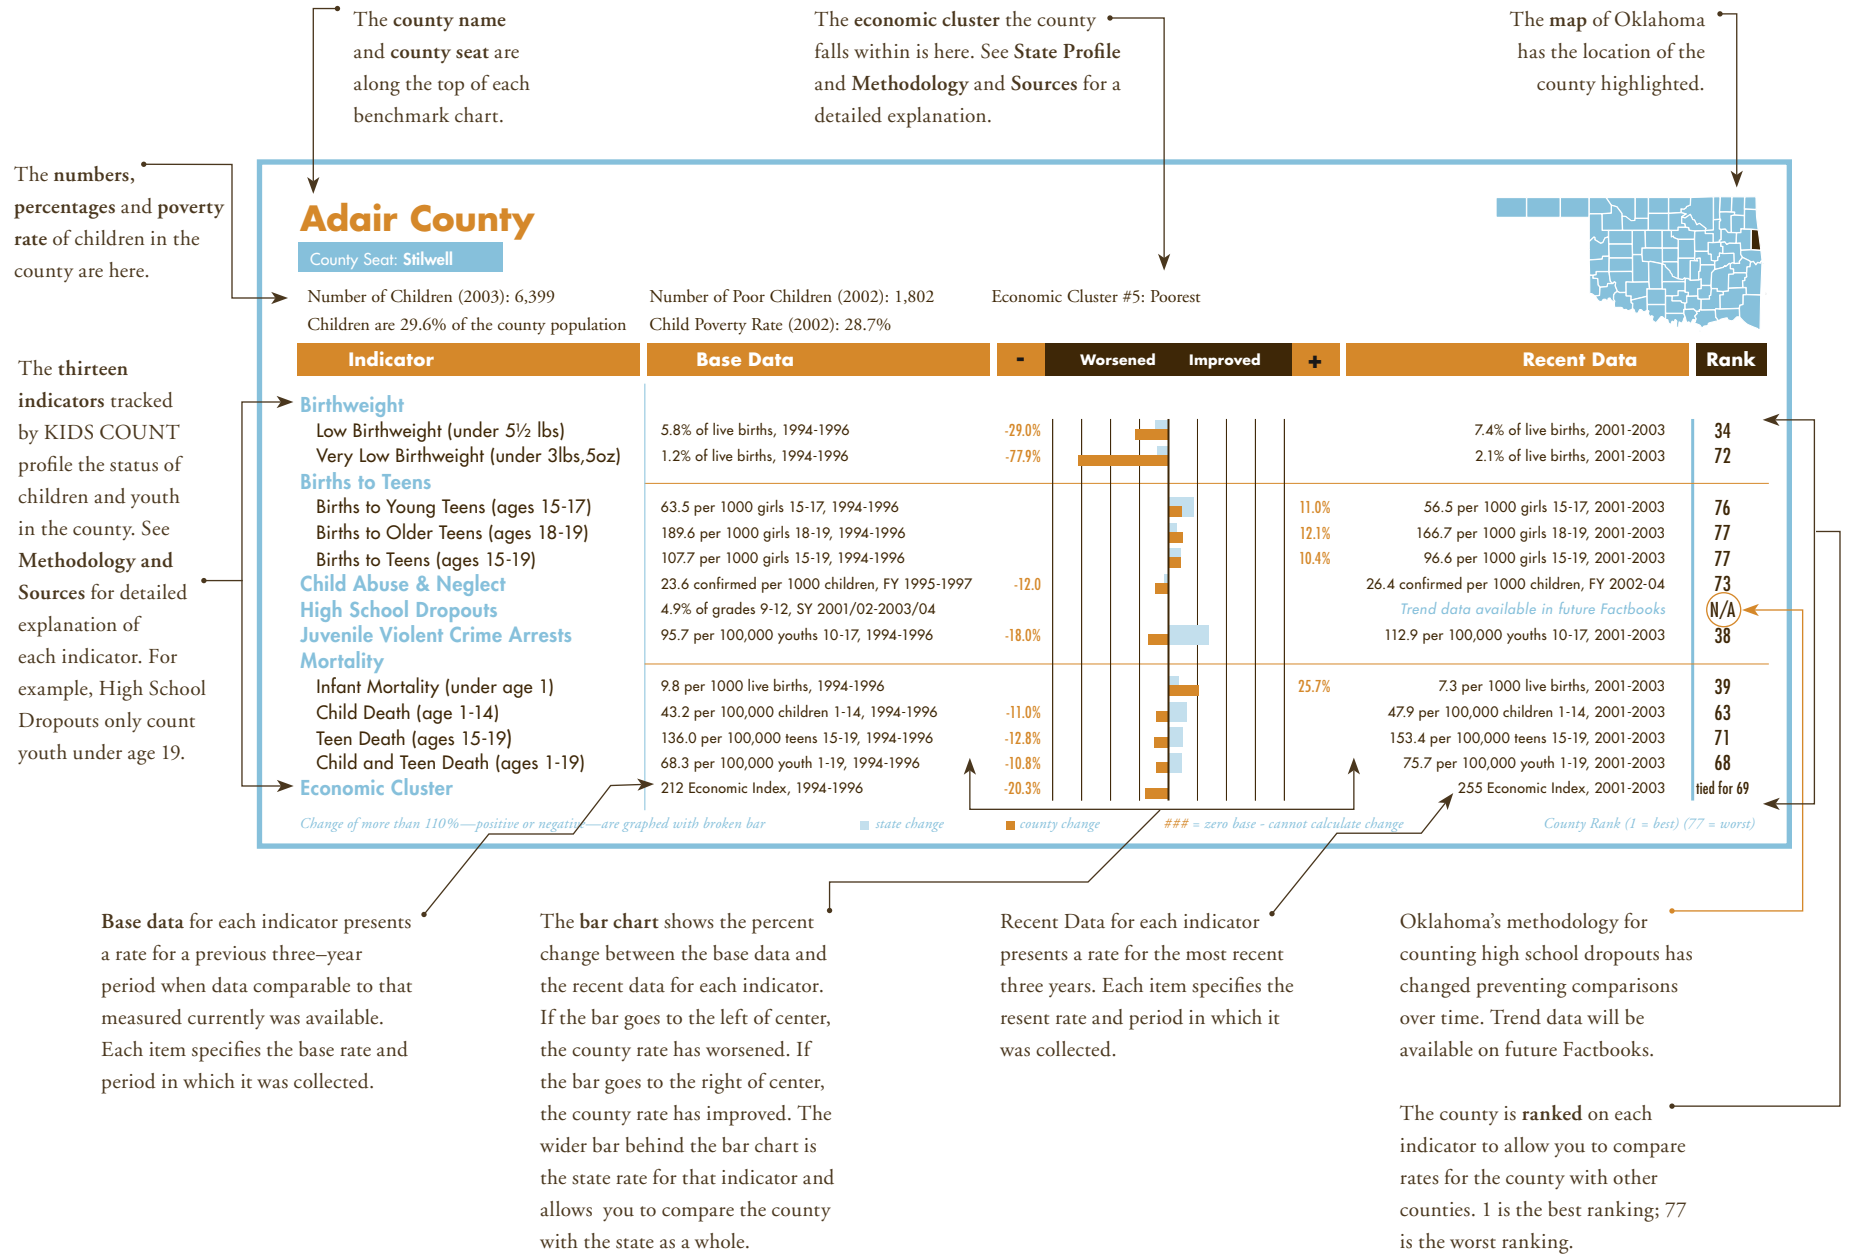 The county name
and county seat are
along the top of each
benchmark chart.
The economic cluster the county
falls within is here. See State Profile
and Methodology and Sources for a
detailed explanation.
The map of Oklahoma
has the location of the
county highlighted.
The numbers,
percentages and poverty
rate of children in the
county are here.
Adair County
County Seat: Stilwell
Number of Children (2003): 6,399
Children are 29.6% of the county population
Number of Poor Children (2002): 1,802
Child Poverty Rate (2002): 28.7%
Economic Cluster #5: Poorest
The thirteen
indicators tracked
by KIDS COUNT
profile the status of
children and youth
in the county. See
Methodology and
Sources for detailed
explanation of
each indicator. For
example, High School
Dropouts only count
youth under age 19.
Indicator Base Data - Worsened Improved + Recent Data Rank
Birthweight
Low Birthweight (under 5½ lbs) 5.8% of live births, 1994-1996 -29.0% 7.4% of live births, 2001-2003 34
Very Low Birthweight (under 3lbs,5oz) 1.2% of live births, 1994-1996 -77.9% 2.1% of live births, 2001-2003 72
Births to Teens
Births to Young Teens (ages 15-17) 63.5 per 1000 girls 15-17, 1994-1996 11.0% 56.5 per 1000 girls 15-17, 2001-2003 76
Births to Older Teens (ages 18-19) 189.6 per 1000 girls 18-19, 1994-1996 12.1% 166.7 per 1000 girls 18-19, 2001-2003 77
Births to Teens (ages 15-19) 107.7 per 1000 girls 15-19, 1994-1996 10.4% 96.6 per 1000 girls 15-19, 2001-2003 77
Child Abuse & Neglect 23.6 confirmed per 1000 children, FY 1995-1997 -12.0 26.4 confirmed per 1000 children, FY 2002-04 73
High School Dropouts 4.9% of grades 9-12, SY 2001/02-2003/04 Trend data available in future Factbooks N/A
Juvenile Violent Crime Arrests 95.7 per 100,000 youths 10-17, 1994-1996 -18.0% 112.9 per 100,000 youths 10-17, 2001-2003 38
Mortality
Infant Mortality (under age 1) 9.8 per 1000 live births, 1994-1996 25.7% 7.3 per 1000 live births, 2001-2003 39
Child Death (age 1-14) 43.2 per 100,000 children 1-14, 1994-1996 -11.0% 47.9 per 100,000 children 1-14, 2001-2003 63
Teen Death (ages 15-19) 136.0 per 100,000 teens 15-19, 1994-1996 -12.8% 153.4 per 100,000 teens 15-19, 2001-2003 71
Child and Teen Death (ages 1-19) 68.3 per 100,000 youth 1-19, 1994-1996 -10.8% 75.7 per 100,000 youth 1-19, 2001-2003 68
Economic Cluster 212 Economic Index, 1994-1996 -20.3% 255 Economic Index, 2001-2003 tied for 69
Change of more than 110%—positive or negative—are graphed with broken bar state change county change ### = zero base - cannot calculate change County Rank (1 = best) (77 = worst)
Base data for each indicator presents
a rate for a previous three–year
period when data comparable to that
measured currently was available.
Each item specifies the base rate and
period in which it was collected.
The bar chart shows the percent
change between the base data and
the recent data for each indicator.
If the bar goes to the left of center,
the county rate has worsened. If
the bar goes to the right of center,
the county rate has improved. The
wider bar behind the bar chart is
the state rate for that indicator and
allows you to compare the county
with the state as a whole.
Recent Data for each indicator
presents a rate for the most recent
three years. Each item specifies the
resent rate and period in which it
was collected.
Oklahoma's methodology for
counting high school dropouts has
changed preventing comparisons
over time. Trend data will be
available on future Factbooks.
The county is ranked on each
indicator to allow you to compare
rates for the county with other
counties. 1 is the best ranking; 77
is the worst ranking.